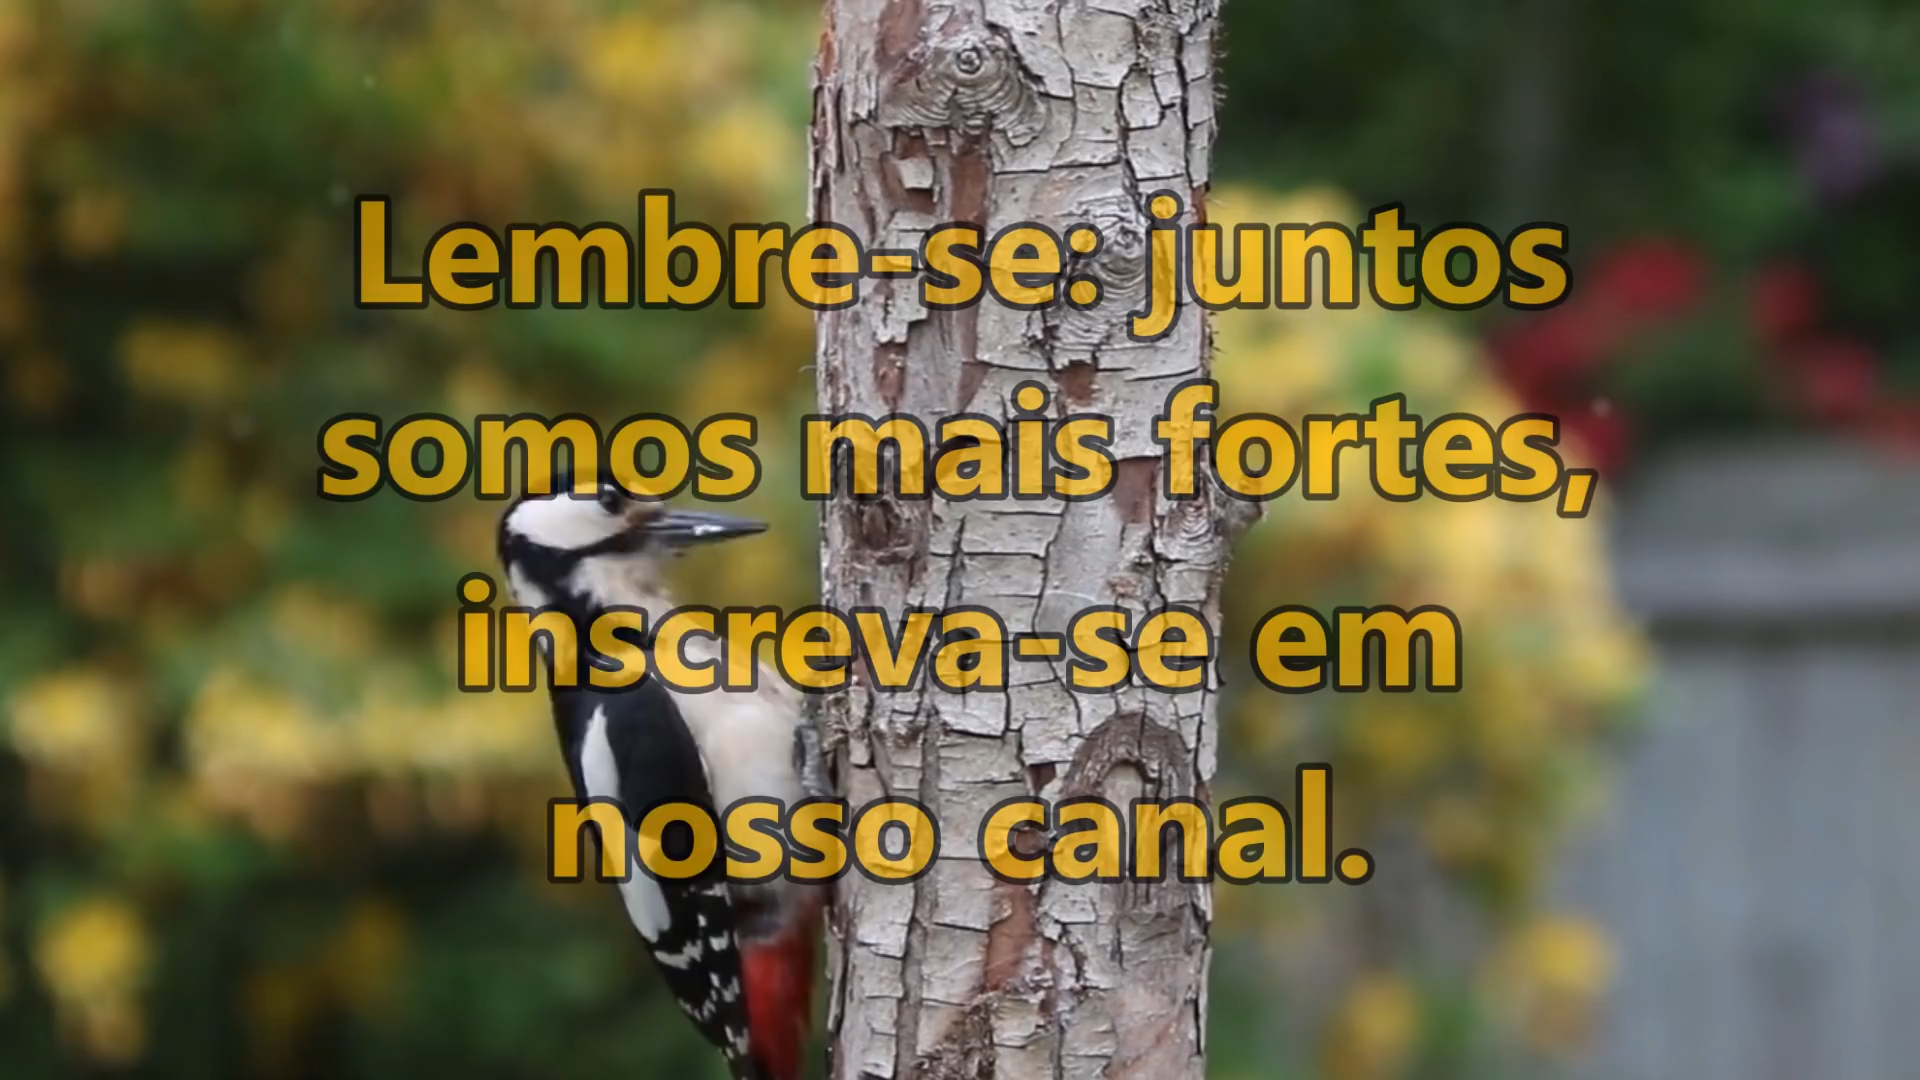 Lembre-se: juntos
somos mais fortes,
inscreva-se em
nosso canal.